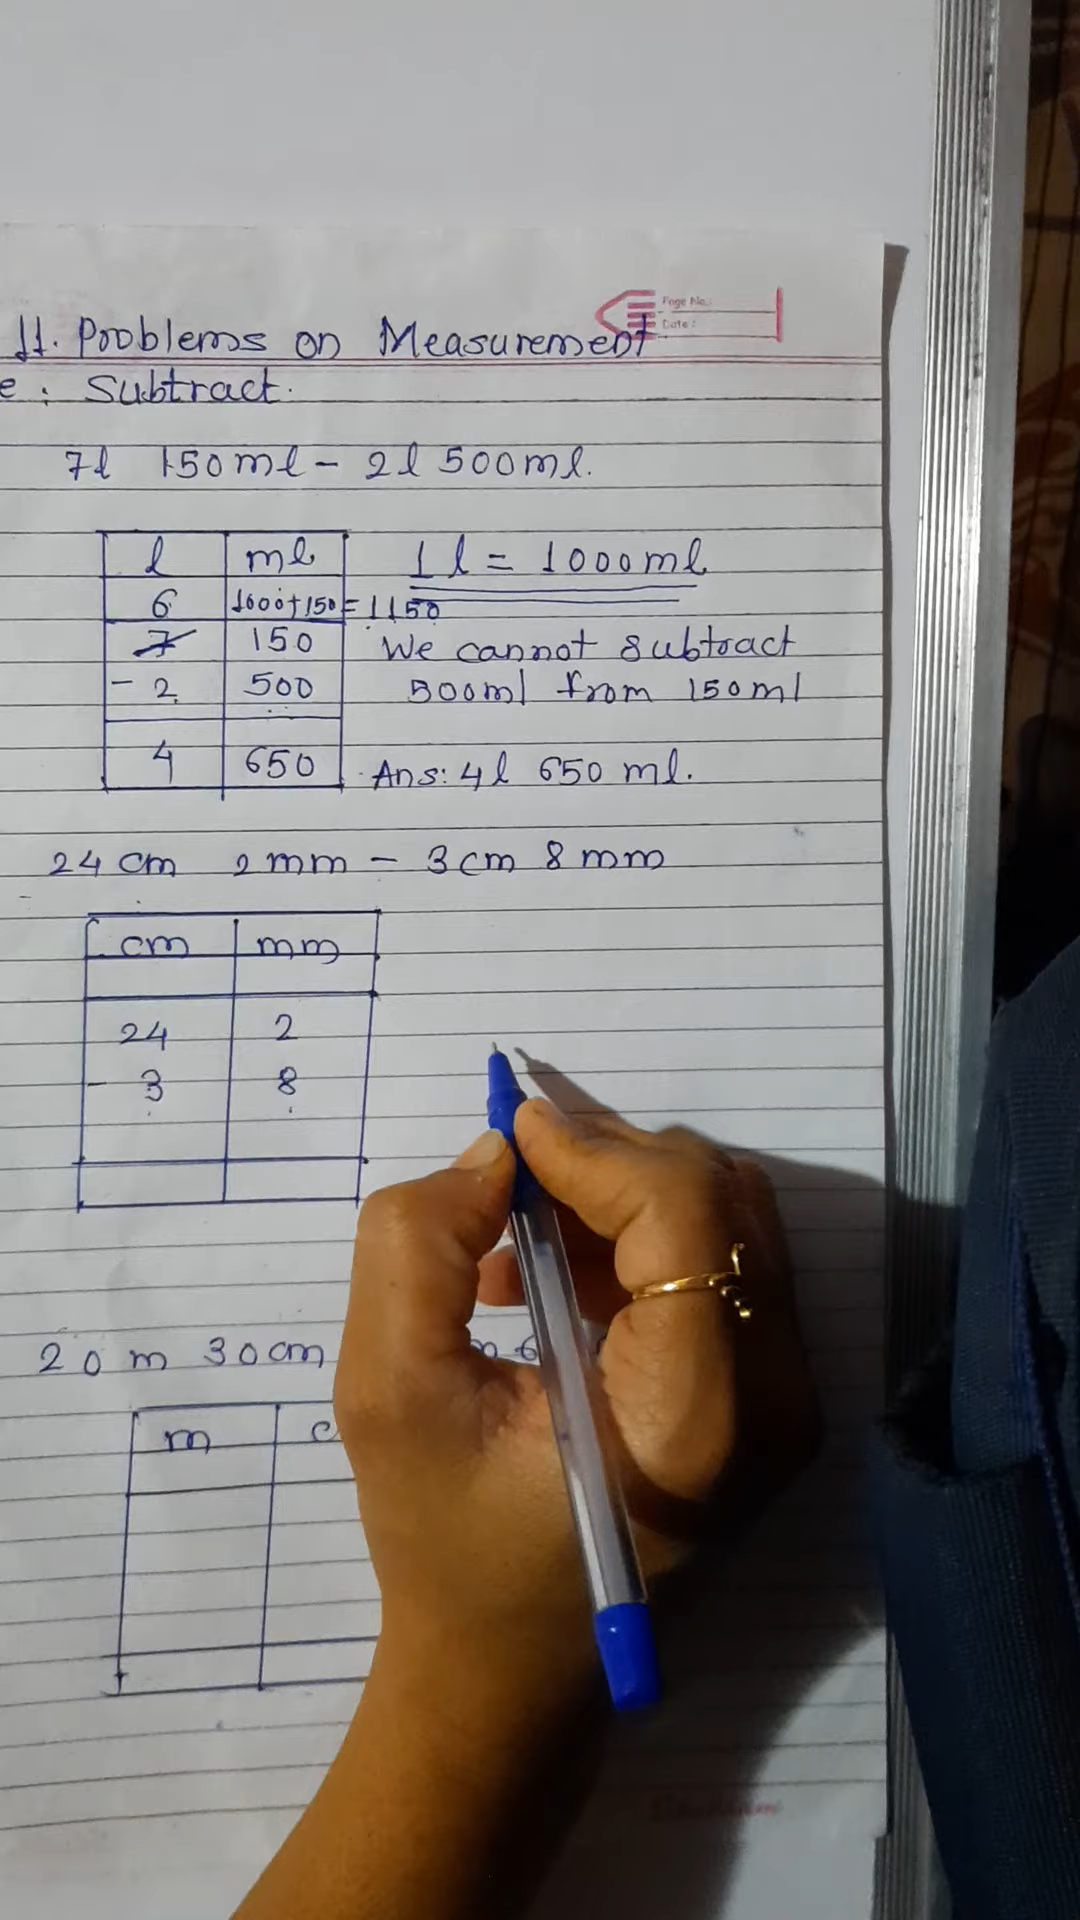 Page No.:
Date:
11. Problems on Measurement
e: Subtract.
7l 150ml - 2l 500ml.
l ml 1l = 1000ml
6 1000+150 = 1150
7 150 We cannot subtract
- 2 500 500ml from 150ml
4 650 Ans: 4l 650 ml.
24 cm 2 mm - 3 cm 8 mm
cm mm
24 2
- 3 8
20 m 30cm
m c